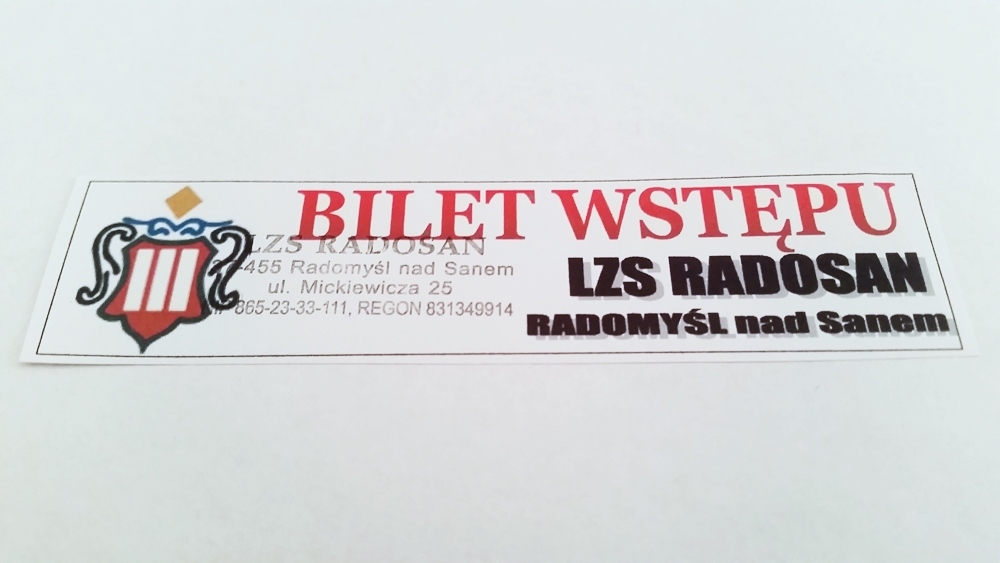 BILET WSTĘPU
LZS RADOSAN
RADOMYŚL nad Sanem
LZS RADOSAN
-455 Radomyśl nad Sanem
ul. Mickiewicza 25
865-23-33-111, REGON 831349914